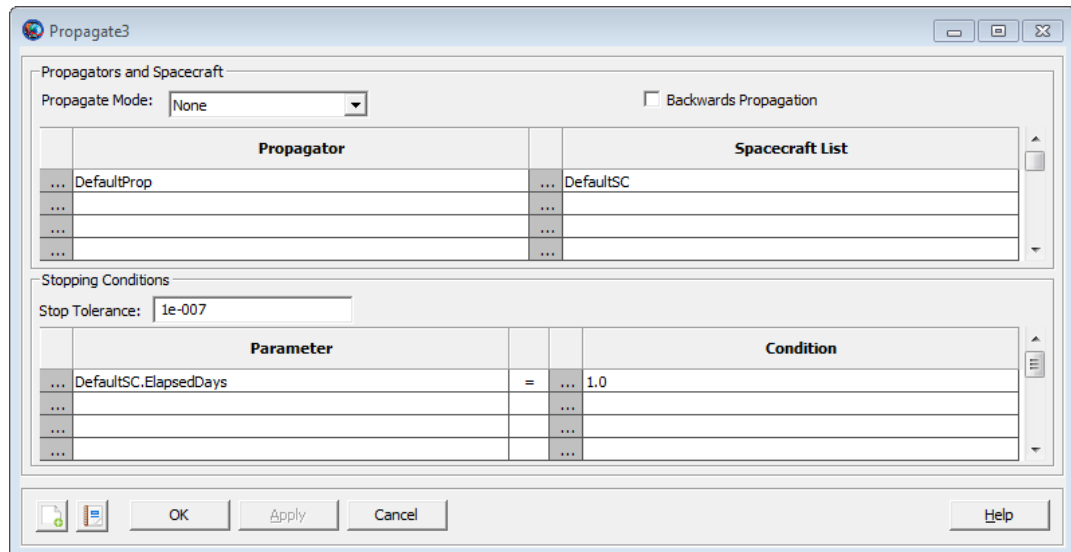 Propagate3
Propagators and Spacecraft
Propagate Mode: None Backwards Propagation
Propagator Spacecraft List
... DefaultProp ... DefaultSC
... ...
... ...
... ...
Stopping Conditions
Stop Tolerance: 1e-007
Parameter Condition
... DefaultSC.ElapsedDays = ... 1.0
... ...
... ...
... ...
OK Apply Cancel Help